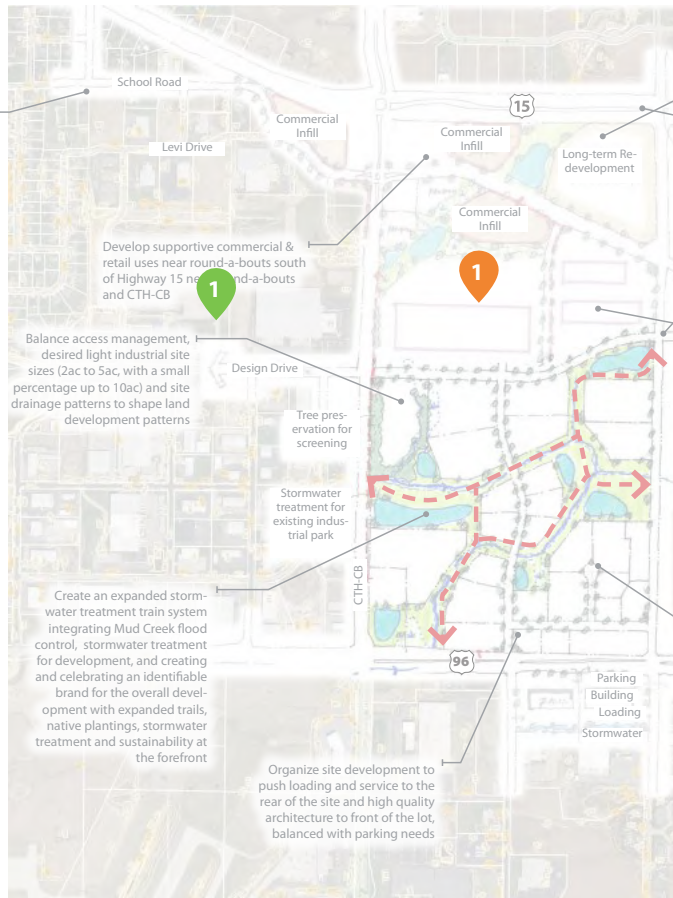 School Road
15
Commercial
Infill
Commercial
Infill
Levi Drive
Long-term Re-
development
Commercial
Infill
Develop supportive commercial &
retail uses near round-a-bouts south
of Highway 15 ne nd-a-bouts
and CTH-CB
1
1
Balance access management,
desired light industrial site
sizes (2ac to 5ac, with a small
percentage up to 10ac) and site
drainage patterns to shape land
development patterns
Design Drive
Tree pres-
ervation for
screening
Stormwater
treatment for
existing indus-
trial park
CTH-CB
Create an expanded storm-
water treatment train system
integrating Mud Creek flood
control, stormwater treatment
for development, and creating
and celebrating an identifiable
brand for the overall devel-
opment with expanded trails,
native plantings, stormwater
treatment and sustainability at
the forefront
96
Parking
Building
Loading
Stormwater
Organize site development to
push loading and service to the
rear of the site and high quality
architecture to front of the lot,
balanced with parking needs